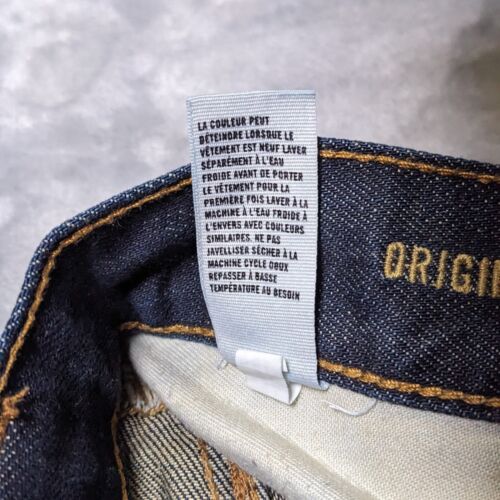 LA COULEUR PEUT
DÉTEINDRE LORSQUE LE
VÊTEMENT EST NEUF LAVER
SÉPARÉMENT À L'EAU
FROIDE AVANT DE PORTER
LE VÊTEMENT POUR LA
PREMIÈRE FOIS LAVER À LA
MACHINE À L'EAU FROIDE À
L'ENVERS AVEC COULEURS
SIMILAIRES. NE PAS
JAVELLISER SÉCHER À LA
MACHINE CYCLE DOUX
REPASSER À BASSE
TEMPÉRATURE AU BESOIN
ORIGI